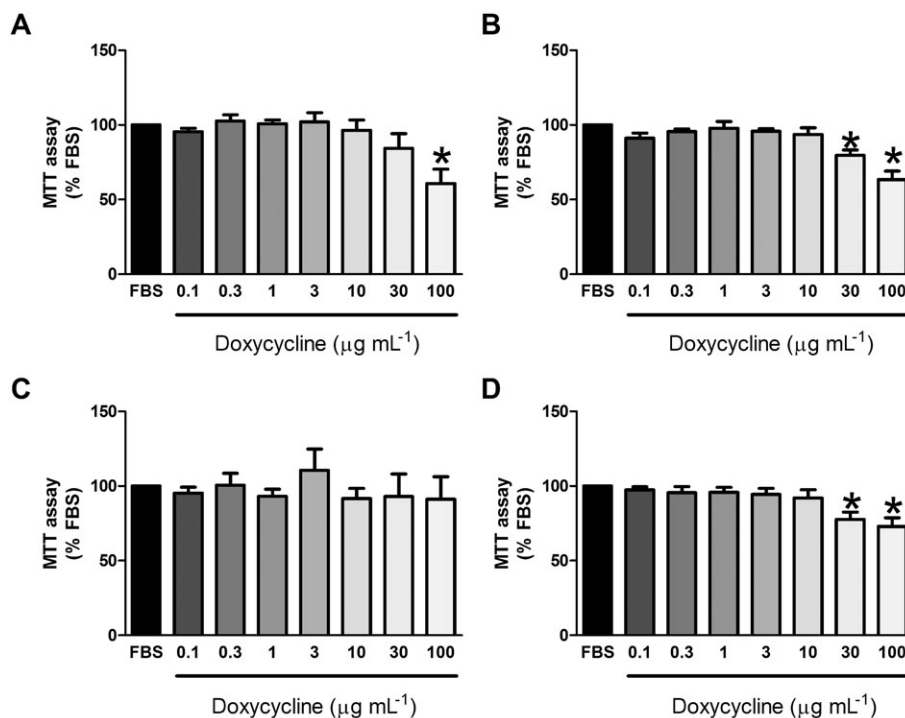 A
150
100
50
0
MTT assay
(% FBS)
*
FBS 0.1 0.3 1 3 10 30 100
Doxycycline (μg mL⁻¹)
B
150
100
50
0
MTT assay
(% FBS)
* *
FBS 0.1 0.3 1 3 10 30 100
Doxycycline (μg mL⁻¹)
C
150
100
50
0
MTT assay
(% FBS)
FBS 0.1 0.3 1 3 10 30 100
Doxycycline (μg mL⁻¹)
D
150
100
50
0
MTT assay
(% FBS)
* *
FBS 0.1 0.3 1 3 10 30 100
Doxycycline (μg mL⁻¹)